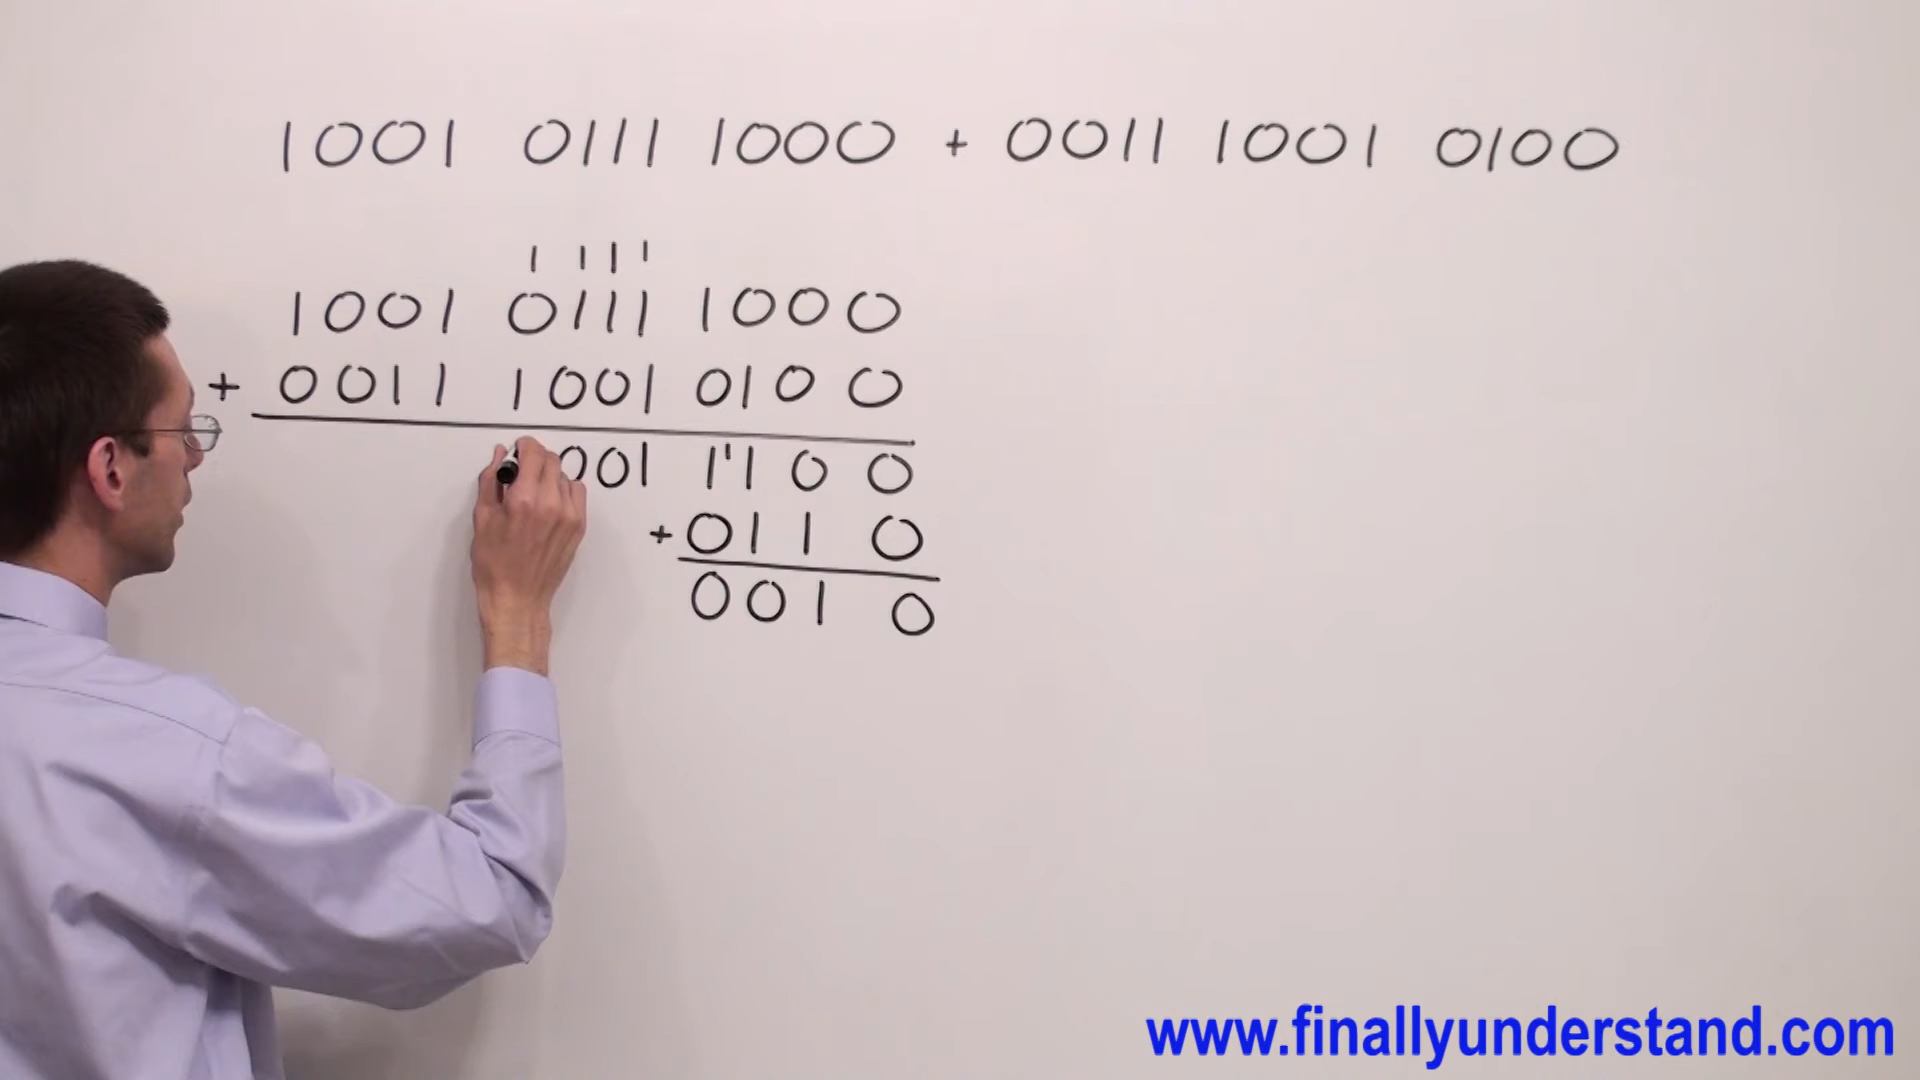 1001 0111 1000 + 0011 1001 0100
1 1 1 1
1001 0111 1000
+ 0011 1001 0100
001 1 1 1 0 0
+ 0 1 1 0
0 0 1 0
www.finallyunderstand.com